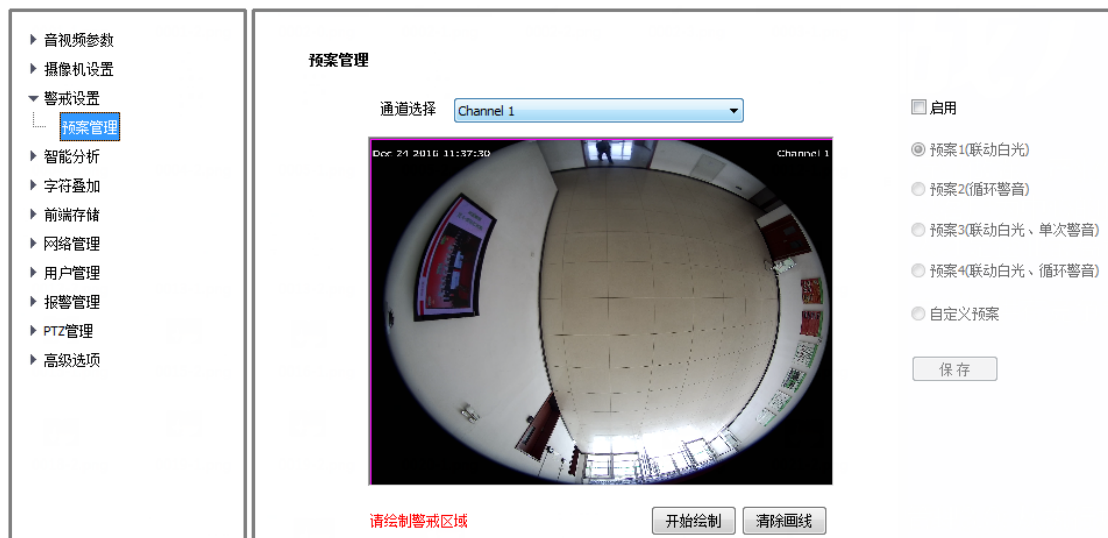 音视频参数
摄像机设置
警戒设置
预案管理
智能分析
字符叠加
前端存储
网络管理
用户管理
报警管理
PTZ管理
高级选项
预案管理
通道选择 Channel 1
Dec 24 2016 11:37:30 Channel 1
请绘制警戒区域
开始绘制 清除画线
启用
预案1(联动白光)
预案2(循环警音)
预案3(联动白光、单次警音)
预案4(联动白光、循环警音)
自定义预案
保存